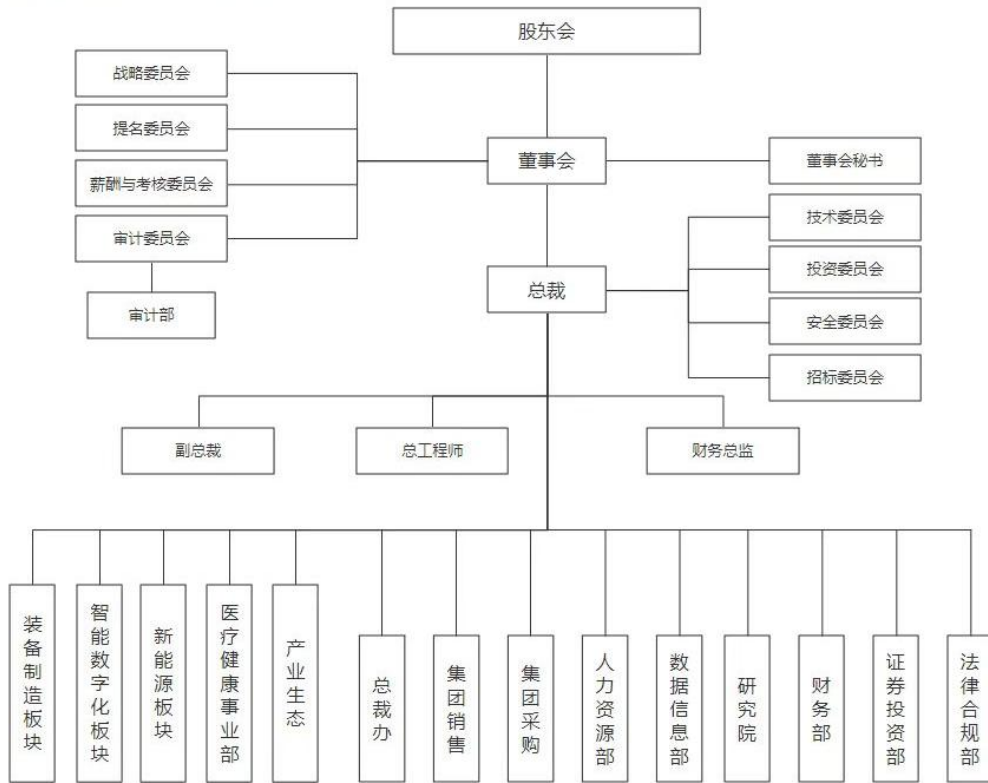 股东会
战略委员会
提名委员会
董事会
董事会秘书
薪酬与考核委员会
技术委员会
审计委员会
投资委员会
总裁
审计部
安全委员会
招标委员会
副总裁
总工程师
财务总监
装备制造板块
智能数字化板块
新能源板块
医疗健康事业部
产业生态
总裁办
集团销售
集团采购
人力资源部
数据信息部
研究院
财务部
证券投资部
法律合规部